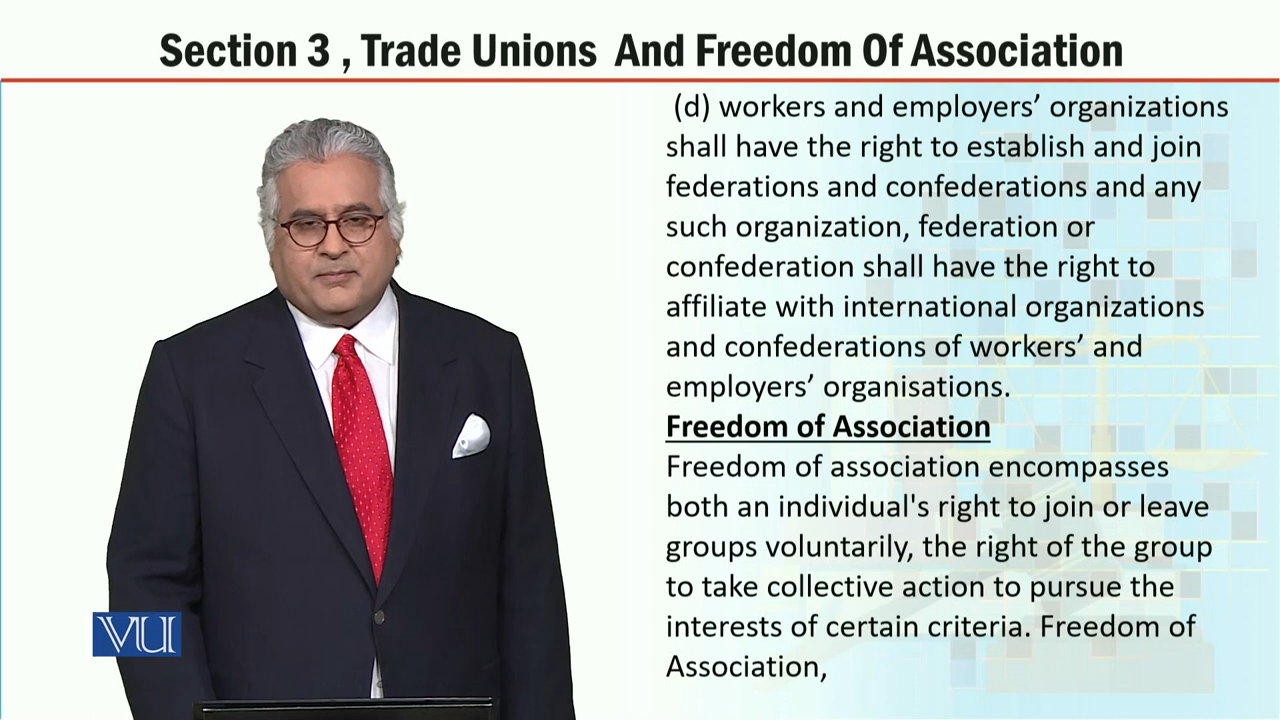 Section 3 , Trade Unions And Freedom Of Association
(d) workers and employers’ organizations
shall have the right to establish and join
federations and confederations and any
such organization, federation or
confederation shall have the right to
affiliate with international organizations
and confederations of workers’ and
employers’ organisations.
Freedom of Association
Freedom of association encompasses
both an individual's right to join or leave
groups voluntarily, the right of the group
to take collective action to pursue the
interests of certain criteria. Freedom of
Association,
VU